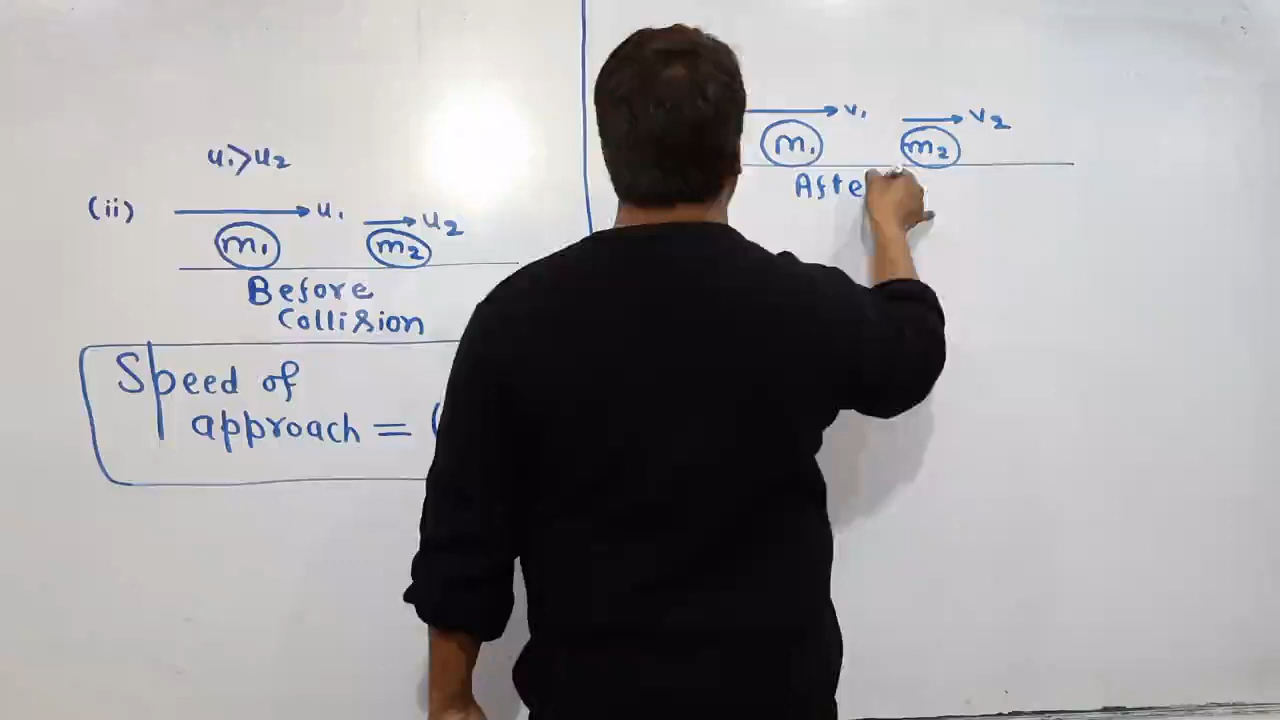 u₁>u₂
(ii) u₁ u₂
m₁ m₂
Before
Collision
Speed of
approach = (
v₁ v₂
m₁ m₂
Afte